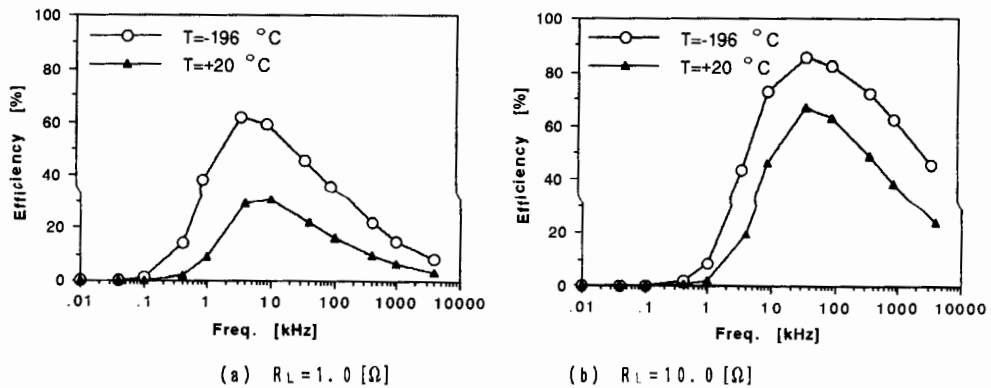 100
80
60
40
20
0
Efficiency [%]
T=-196 °C
T=+20 °C
.01 .1 1 10 100 1000 10000
Freq. [kHz]
(a) RL=1.0[Ω]
100
80
60
40
20
0
Efficiency [%]
T=-196 °C
T=+20 °C
.01 .1 1 10 100 1000 10000
Freq. [kHz]
(b) RL=10.0[Ω]